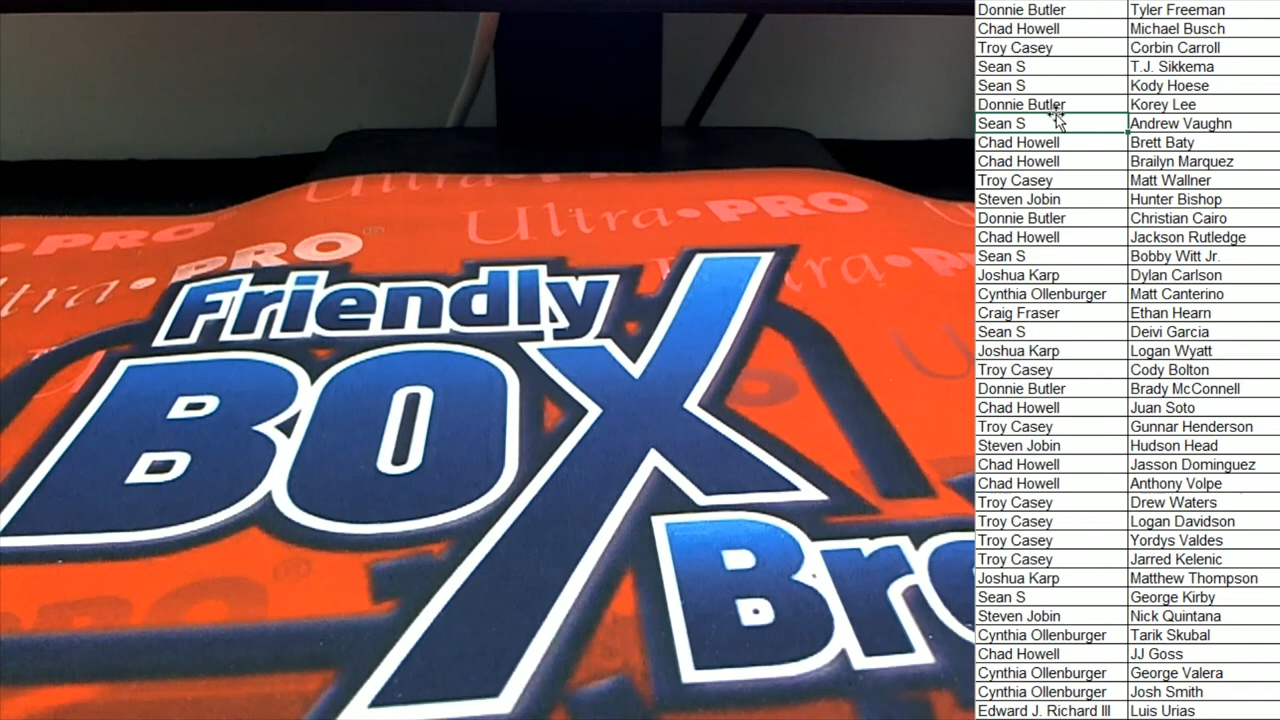 Ultra•PRO
Ultra•PRO
•PRO
Ultra•PRO®
Friendly
BOX
Donnie Butler Tyler Freeman
Chad Howell Michael Busch
Troy Casey Corbin Carroll
Sean S T.J. Sikkema
Sean S Kody Hoese
Donnie Butler Korey Lee
Sean S Andrew Vaughn
Chad Howell Brett Baty
Chad Howell Brailyn Marquez
Troy Casey Matt Wallner
Steven Jobin Hunter Bishop
Donnie Butler Christian Cairo
Chad Howell Jackson Rutledge
Sean S Bobby Witt Jr.
Joshua Karp Dylan Carlson
Cynthia Ollenburger Matt Canterino
Craig Fraser Ethan Hearn
Sean S Deivi Garcia
Joshua Karp Logan Wyatt
Troy Casey Cody Bolton
Donnie Butler Brady McConnell
Chad Howell Juan Soto
Troy Casey Gunnar Henderson
Steven Jobin Hudson Head
Chad Howell Jasson Dominguez
Chad Howell Anthony Volpe
Troy Casey Drew Waters
Troy Casey Logan Davidson
Troy Casey Yordys Valdes
Troy Casey Jarred Kelenic
Joshua Karp Matthew Thompson
Sean S George Kirby
Steven Jobin Nick Quintana
Cynthia Ollenburger Tarik Skubal
Chad Howell JJ Goss
Cynthia Ollenburger George Valera
Cynthia Ollenburger Josh Smith
Edward J. Richard III Luis Urias